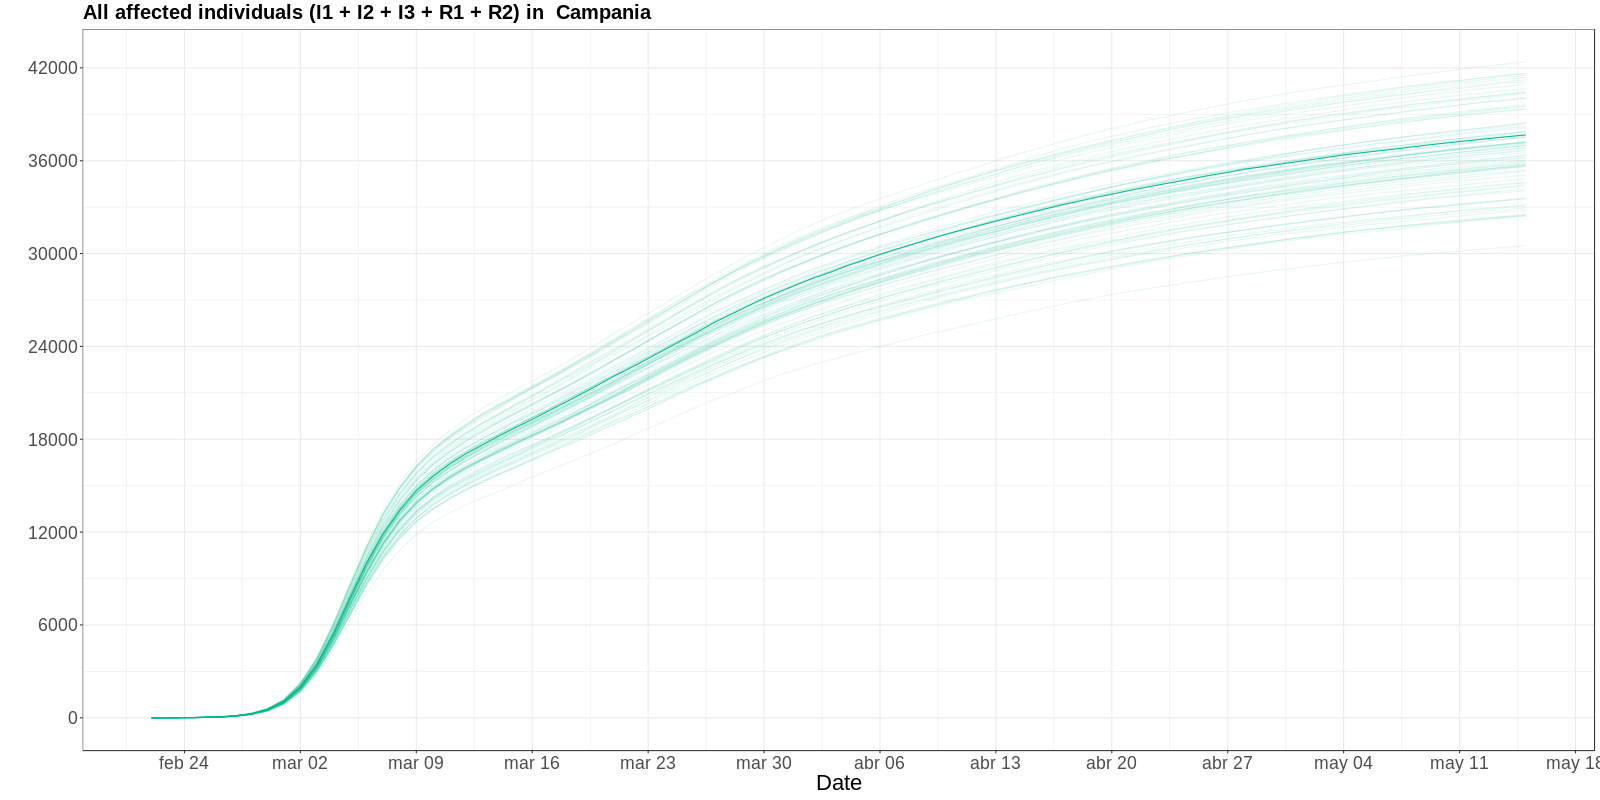 All affected individuals (I1 + I2 + I3 + R1 + R2) in  Campania
42000
36000
30000
24000
18000
12000
6000
0
feb 24 mar 02 mar 09 mar 16 mar 23 mar 30 abr 06 abr 13 abr 20 abr 27 may 04 may 11 may 18
Date